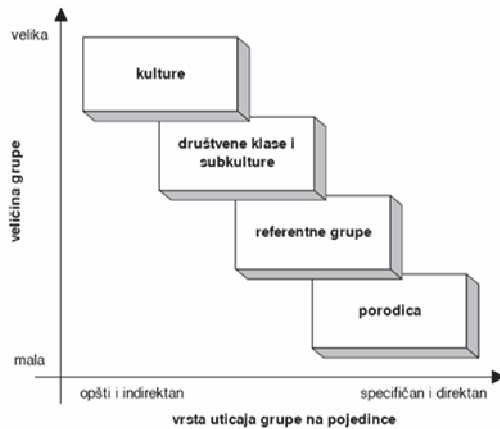 velika
kulture
društvene klase i
subkulture
veličina grupe
referentne grupe
porodica
mala
opšti i indirektan
specifičan i direktan
vrsta uticaja grupe na pojedince